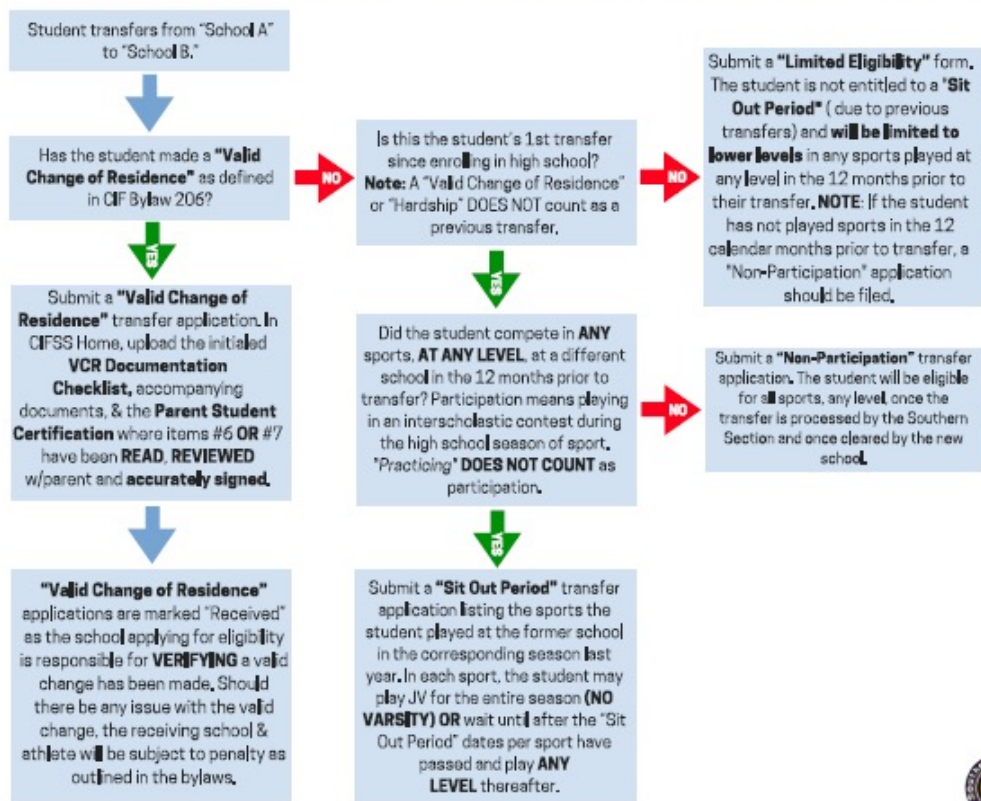 Student transfers from "School A"
to "School B."
Has the student made a "Valid
Change of Residence" as defined
in CIF Bylaw 206?
NO
Is this the student's 1st transfer
since enrolling in high school?
Note: A "Valid Change of Residence"
or "Hardship" DOES NOT count as a
previous transfer.
NO
Submit a "Limited Eligibility" form.
The student is not entitled to a "Sit
Out Period" ( due to previous
transfers) and will be limited to
lower levels in any sports played at
any level in the 12 months prior to
their transfer. NOTE: If the student
has not played sports in the 12
calendar months prior to transfer, a
"Non-Participation" application
should be filed.
YES
Submit a "Valid Change of
Residence" transfer application. In
CIFSS Home, upload the initialed
VCR Documentation
Checklist, accompanying
documents, & the Parent Student
Certification where items #6 OR #7
have been READ, REVIEWED
w/parent and accurately signed.
YES
Did the student compete in ANY
sports, AT ANY LEVEL, at a different
school in the 12 months prior to
transfer? Participation means playing
in an interscholastic contest during
the high school season of sport.
"Practicing" DOES NOT COUNT as
participation.
NO
Submit a "Non-Participation" transfer
application. The student will be eligible
for all sports, any level, once the
transfer is processed by the Southern
Section and once cleared by the new
school.
"Valid Change of Residence"
applications are marked "Received"
as the school applying for eligibility
is responsible for VERIFYING a valid
change has been made. Should
there be any issue with the valid
change, the receiving school &
athlete will be subject to penalty as
outlined in the bylaws.
YES
Submit a "Sit Out Period" transfer
application listing the sports the
student played at the former school
in the corresponding season last
year. In each sport, the student may
play JV for the entire season (NO
VARSITY) OR wait until after the "Sit
Out Period" dates per sport have
passed and play ANY
LEVEL thereafter.